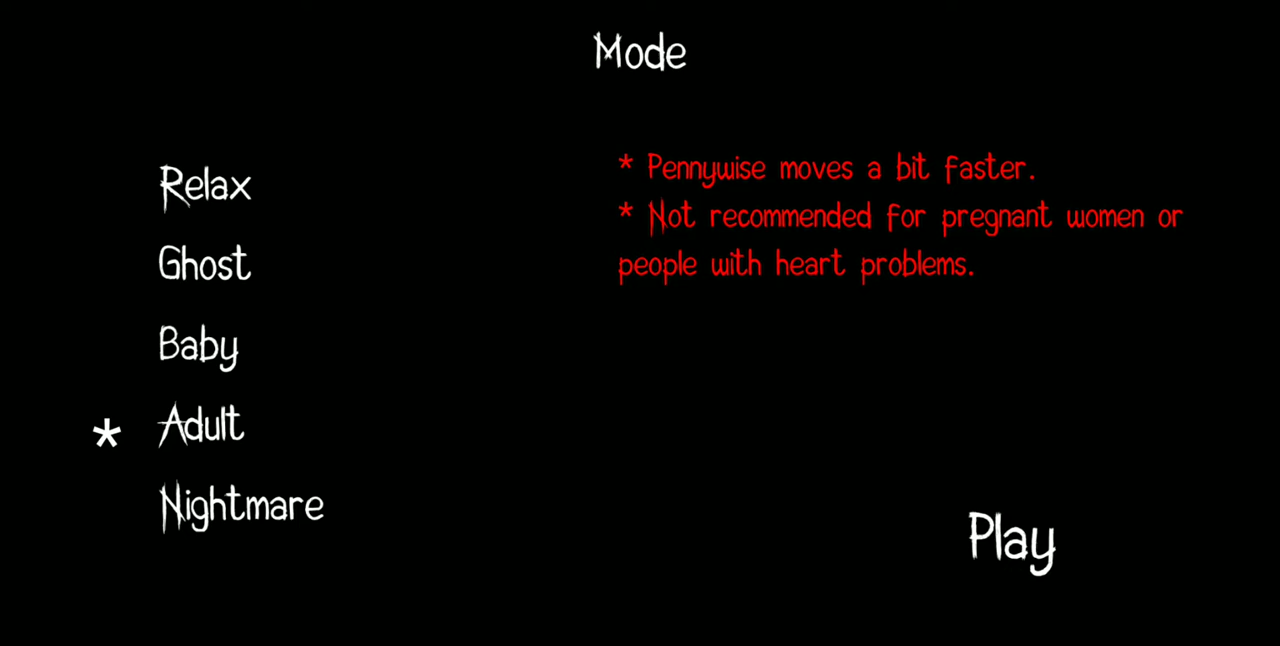 Mode
Relax
Ghost
Baby
* Adult
Nightmare
* Pennywise moves a bit faster.
* Not recommended for pregnant women or
people with heart problems.
Play